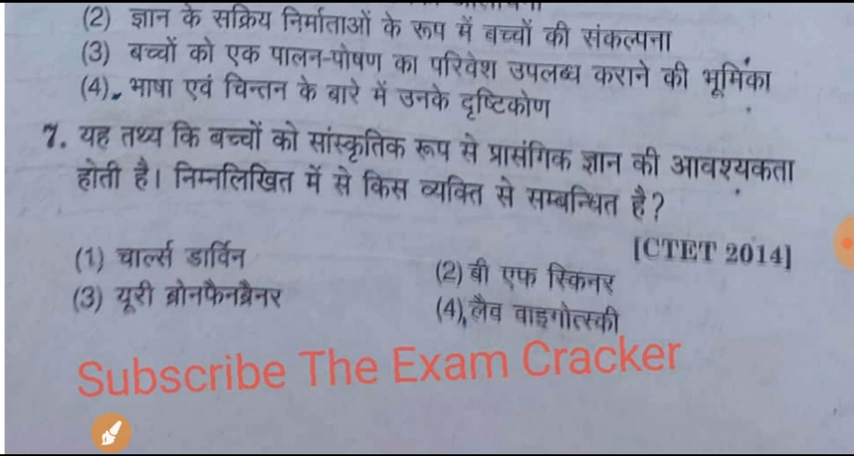 (2) ज्ञान के सक्रिय निर्माताओं के रूप में बच्चों की संकल्पना
(3) बच्चों को एक पालन-पोषण का परिवेश उपलब्ध कराने की भूमिका
(4) भाषा एवं चिन्तन के बारे में उनके दृष्टिकोण
7. यह तथ्य कि बच्चों को सांस्कृतिक रूप से प्रासंगिक ज्ञान की आवश्यकता
होती है। निम्नलिखित में से किस व्यक्ति से सम्बन्धित है?
[CTET 2014]
(1) चार्ल्स डार्विन
(2) बी एफ स्किनर
(3) यूरी ब्रोनफैनब्रैनर
(4) लैव वाइगोत्स्की
Subscribe The Exam Cracker